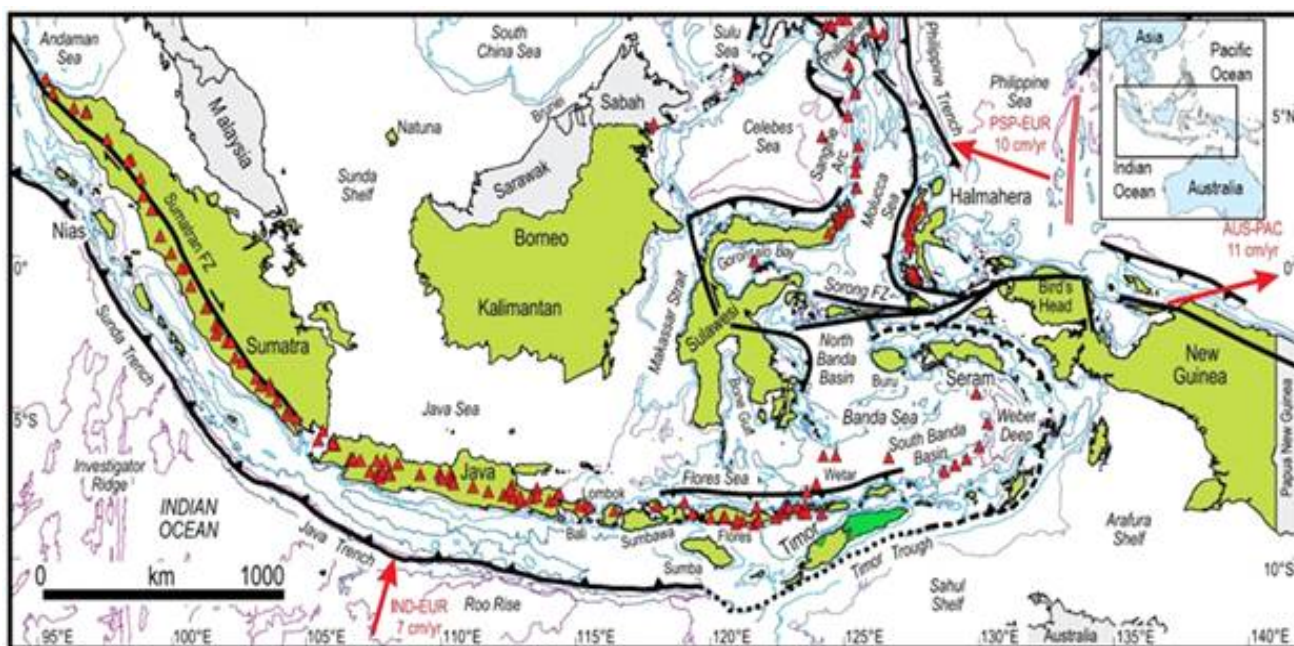 Andaman
Sea
South
China Sea
Sulu
Sea
Philippines
Philippine Trench
Philippine
Sea
PSP-EUR
10 cm/yr
Asia
Pacific
Ocean
Indian
Ocean
Australia
5°N
Malaysia
Natuna
Brunei
Sabah
Sarawak
Celebes
Sea
Sangihe
Arc
Molucca
Sea
Halmahera
AUS-PAC
11 cm/yr
0°
0°
Sunda
Shelf
Nias
Sumatran FZ
Sumatra
Sunda Trench
Borneo
Kalimantan
Makassar Strait
Gorontalo Bay
Sulawesi
Sorong FZ
Bird's
Head
North
Banda
Basin
Buru
Seram
New
Guinea
Papua New Guinea
5°S
Java Sea
Bone Gulf
Banda Sea
South Banda
Basin
Weber
Deep
Investigator
Ridge
INDIAN
OCEAN
Java
Java Trench
Lombok
Bali
Sumbawa
Flores Sea
Flores
Sumba
Wetar
Timor
Timor Trough
Arafura
Shelf
Sahul
Shelf
10°S
0 km 1000
IND-EUR
7 cm/yr
Roo Rise
Australia
95°E 100°E 105°E 110°E 115°E 120°E 125°E 130°E 135°E 140°E